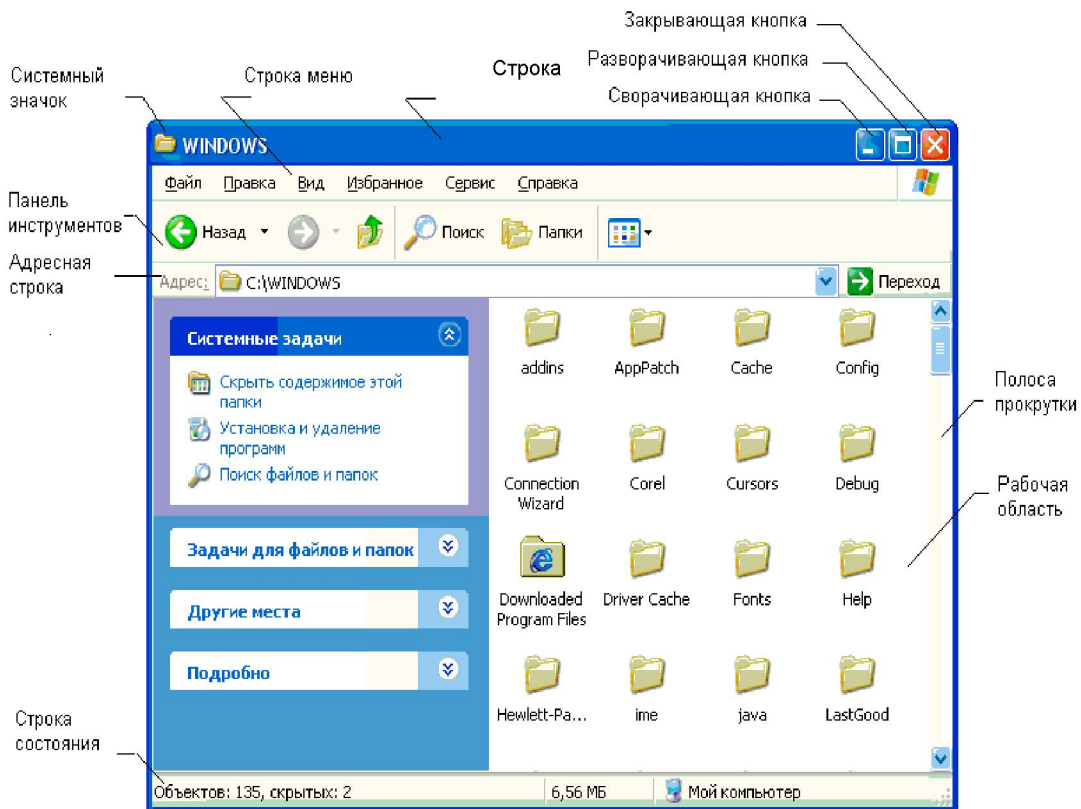 Закрывающая кнопка
Разворачивающая кнопка
Сворачивающая кнопка
Системный
значок
Строка меню
Строка
WINDOWS
Файл Правка Вид Избранное Сервис Справка
Панель
инструментов
Назад Поиск Папки
Адресная
строка
Адрес: C:\WINDOWS Переход
Системные задачи
Скрыть содержимое этой
папки
Установка и удаление
программ
Поиск файлов и папок
Задачи для файлов и папок
Другие места
Подробно
addins AppPatch Cache Config
Connection Corel Cursors Debug
Wizard
Downloaded Driver Cache Fonts Help
Program Files
Hewlett-Pa... ime java LastGood
Полоса
прокрутки
Рабочая
область
Строка
состояния
Объектов: 135, скрытых: 2 6,56 МБ Мой компьютер